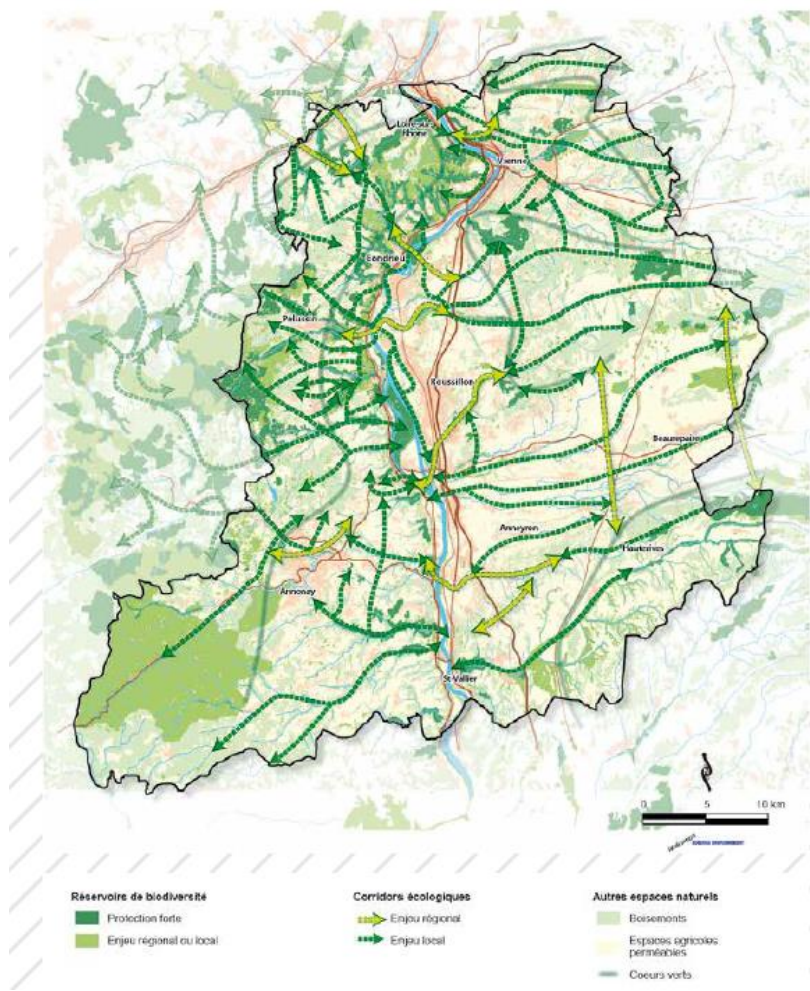 Loire sur
Rhône
Vienne
Condrieu
Pélussin
Roussillon
Beaurepaire
Anneyron
Hauterives
Annonay
St-Vallier
0 5 10 km
Réservoirs de biodiversité
Protection forte
Enjeu régional ou local
Corridors écologiques
Enjeu régional
Enjeu local
Autres espaces naturels
Boisements
Espaces agricoles
perméables
Coeurs verts